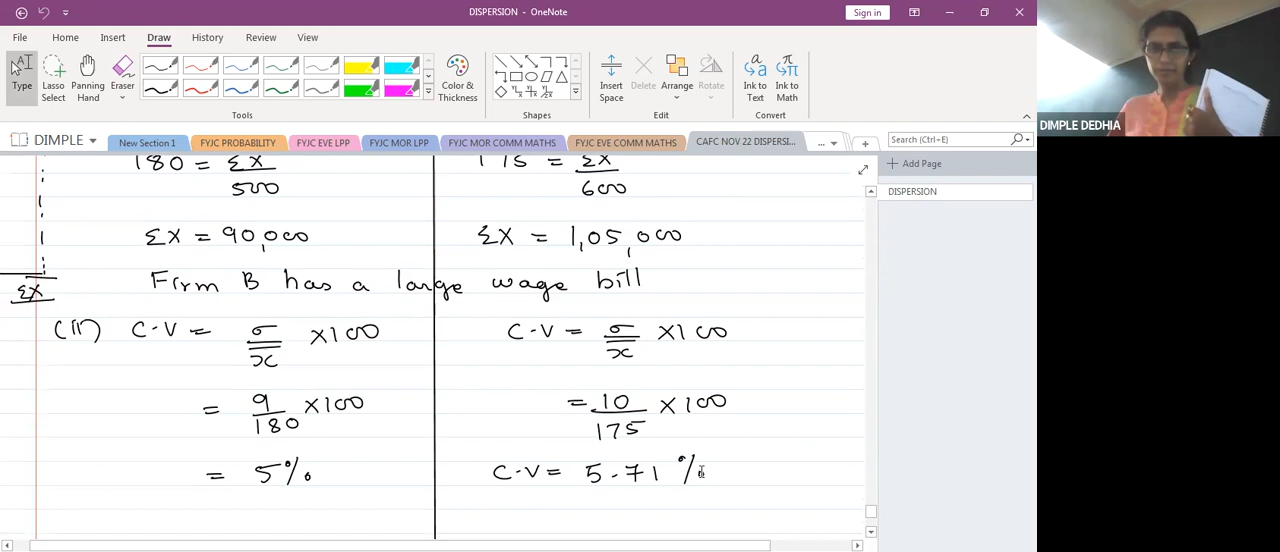 DISPERSION - OneNote
Sign in
File Home Insert Draw History Review View
Type
Lasso Select
Panning Hand
Eraser
Color & Thickness
Insert Space
Delete
Arrange
Rotate
Ink to Text
Ink to Math
Tools
Shapes
Edit
Convert
DIMPLE DEDHIA
DIMPLE
New Section 1
FYJC PROBABILITY
FYJC EVE LPP
FYJC MOR LPP
FYJC MOR COMM MATHS
FYJC EVE COMM MATHS
CAFC NOV 22 DISPERSI...
...
Search (Ctrl+E)
Add Page
DISPERSION
180 = ΣX / 500
175 = ΣX / 600
ΣX = 90,000
ΣX = 1,05,000
ΣX
Firm B has a large wage bill
(ii) C.V = σ / x̄ × 100
C.V = σ / x̄ × 100
= 9 / 180 × 100
= 10 / 175 × 100
= 5%
C.V = 5.71 %